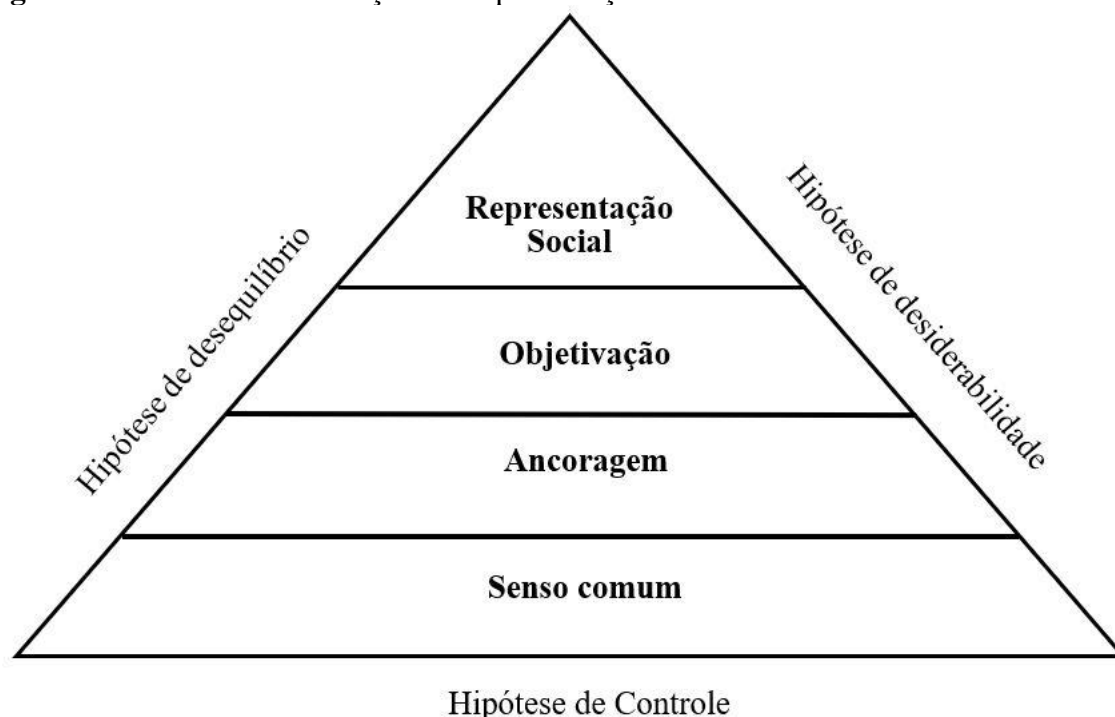 Representação
Social
Hipótese de desequilíbrio
Hipótese de desiderabilidade
Objetivação
Ancoragem
Senso comum
Hipótese de Controle